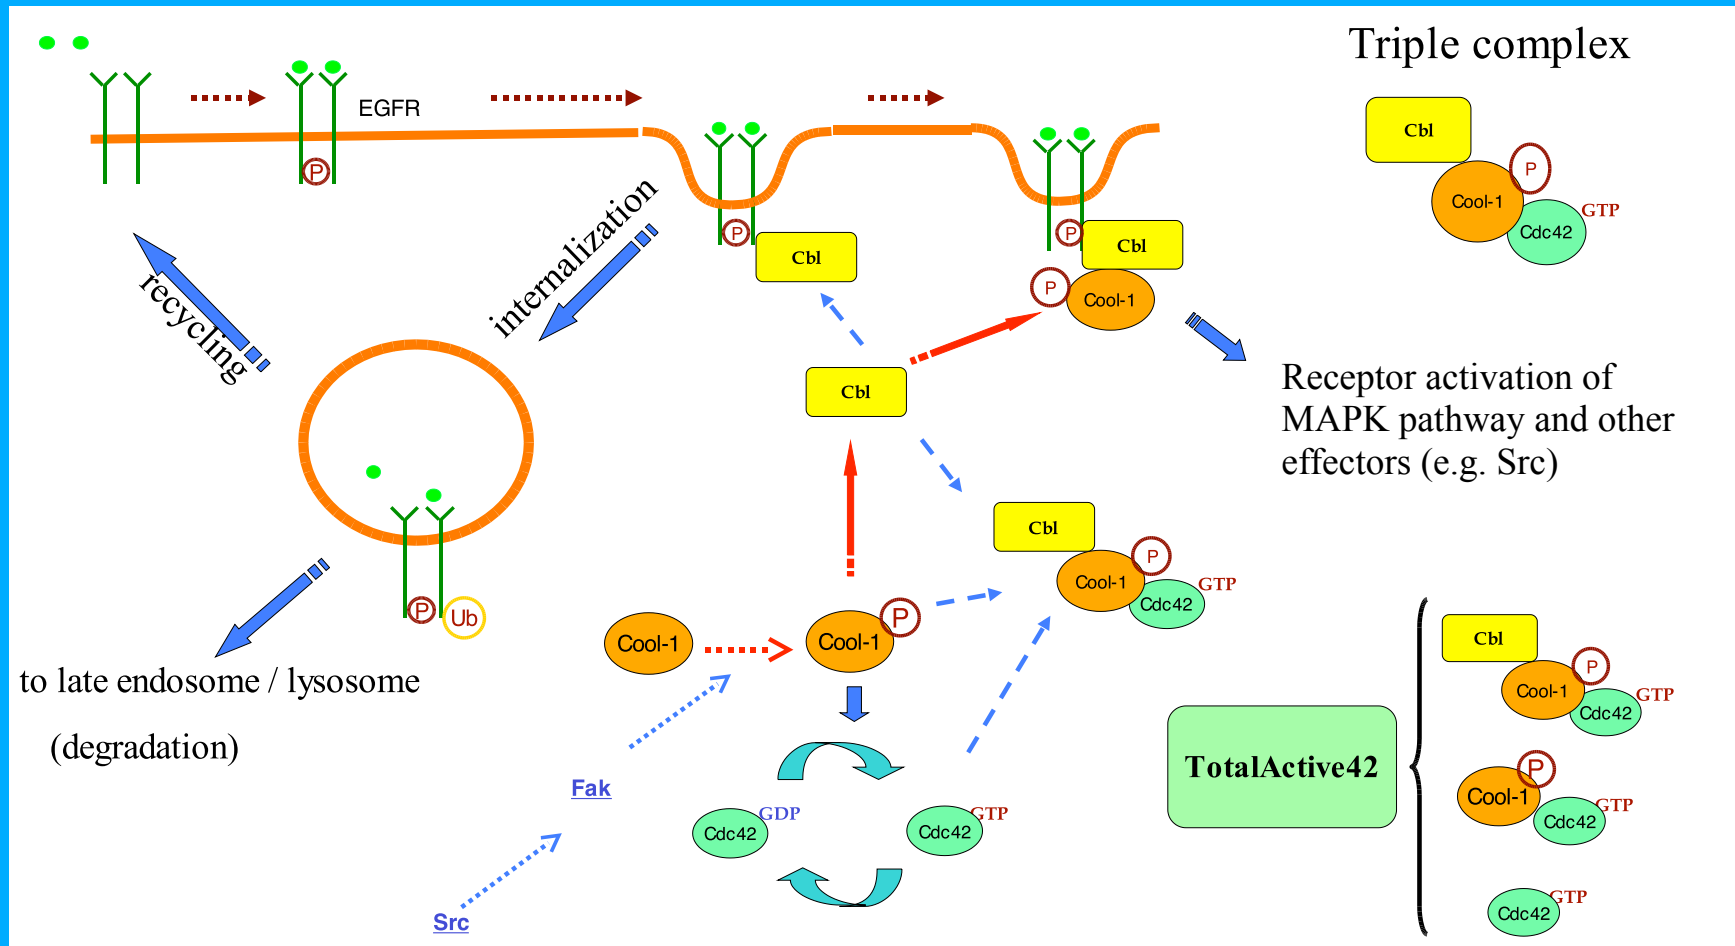 Triple complex
EGFR
P
Cbl
Cool-1
P
Cdc42
GTP
P
Cbl
P
Cbl
P
Cool-1
internalization
recycling
Cbl
Receptor activation of
MAPK pathway and other
effectors (e.g. Src)
Cbl
Cool-1
P
Cdc42
GTP
P
Ub
Cool-1
Cool-1
P
to late endosome / lysosome
(degradation)
Fak
Src
Cdc42
GDP
Cdc42
GTP
TotalActive42
Cbl
Cool-1
P
Cdc42
GTP
Cool-1
P
Cdc42
GTP
Cdc42
GTP